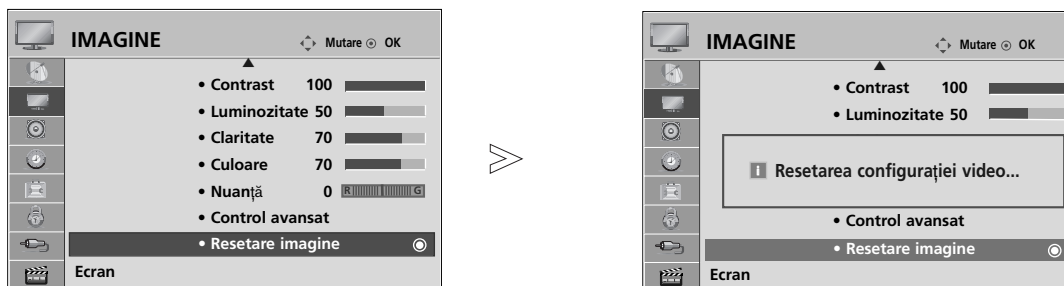 IMAGINE
Mutare OK
• Contrast 100
• Luminozitate 50
• Claritate 70
• Culoare 70
• Nuanță 0 R G
• Control avansat
• Resetare imagine
Ecran
IMAGINE
Mutare OK
• Contrast 100
• Luminozitate 50
i Resetarea configurației video...
• Control avansat
• Resetare imagine
Ecran